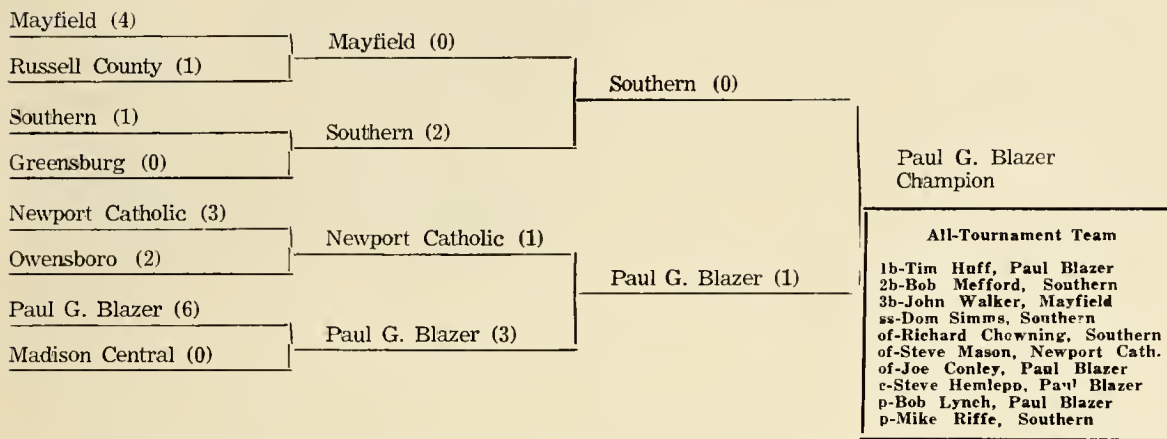 Mayfield (4)
Russell County (1)
Southern (1)
Greensburg (0)
Newport Catholic (3)
Owensboro (2)
Paul G. Blazer (6)
Madison Central (0)
Mayfield (0)
Southern (2)
Newport Catholic (1)
Paul G. Blazer (3)
Southern (0)
Paul G. Blazer (1)
Paul G. Blazer
Champion
All-Tournament Team
1b-Tim Huff, Paul Blazer
2b-Bob Mefford, Southern
3b-John Walker, Mayfield
ss-Dom Simms, Southern
of-Richard Chowning, Southern
of-Steve Mason, Newport Cath.
of-Joe Conley, Paul Blazer
c-Steve Hemlepp, Paul Blazer
p-Bob Lynch, Paul Blazer
p-Mike Riffe, Southern